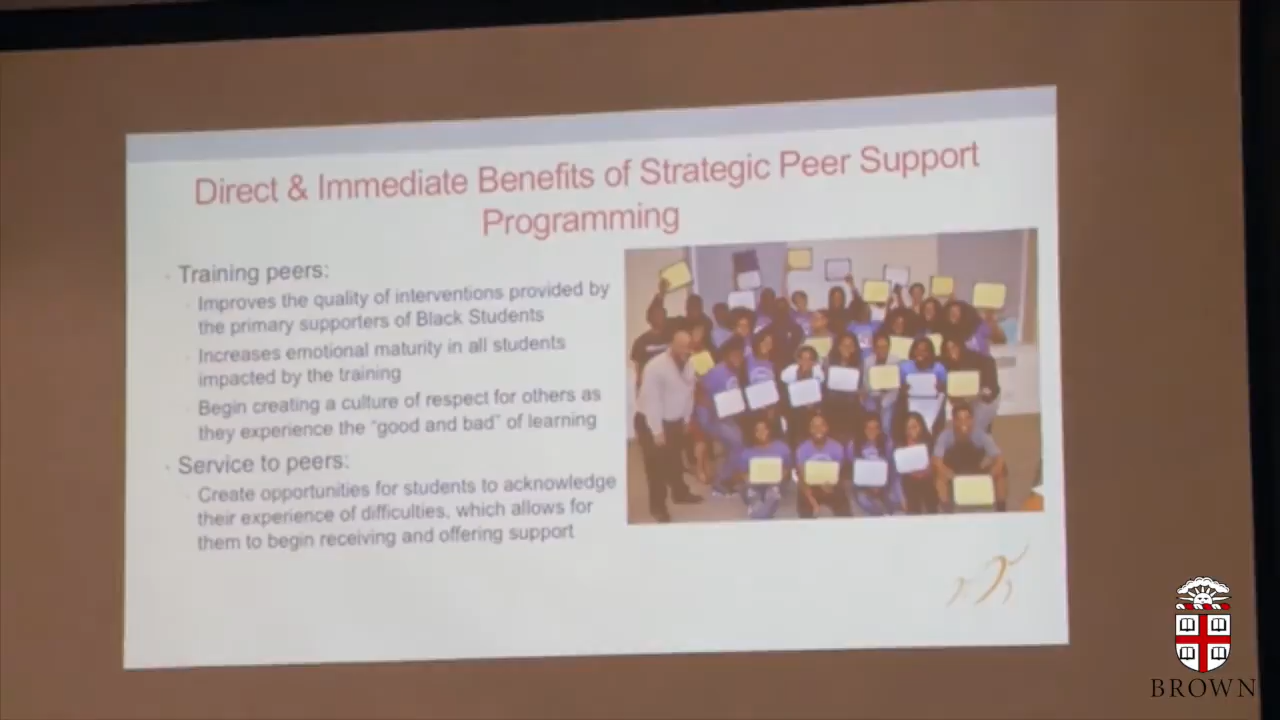 Direct & Immediate Benefits of Strategic Peer Support
Programming
Training peers:
Improves the quality of interventions provided by
the primary supporters of Black Students
Increases emotional maturity in all students
impacted by the training
Begin creating a culture of respect for others as
they experience the "good and bad" of learning
Service to peers:
Create opportunities for students to acknowledge
their experience of difficulties, which allows for
them to begin receiving and offering support
BROWN